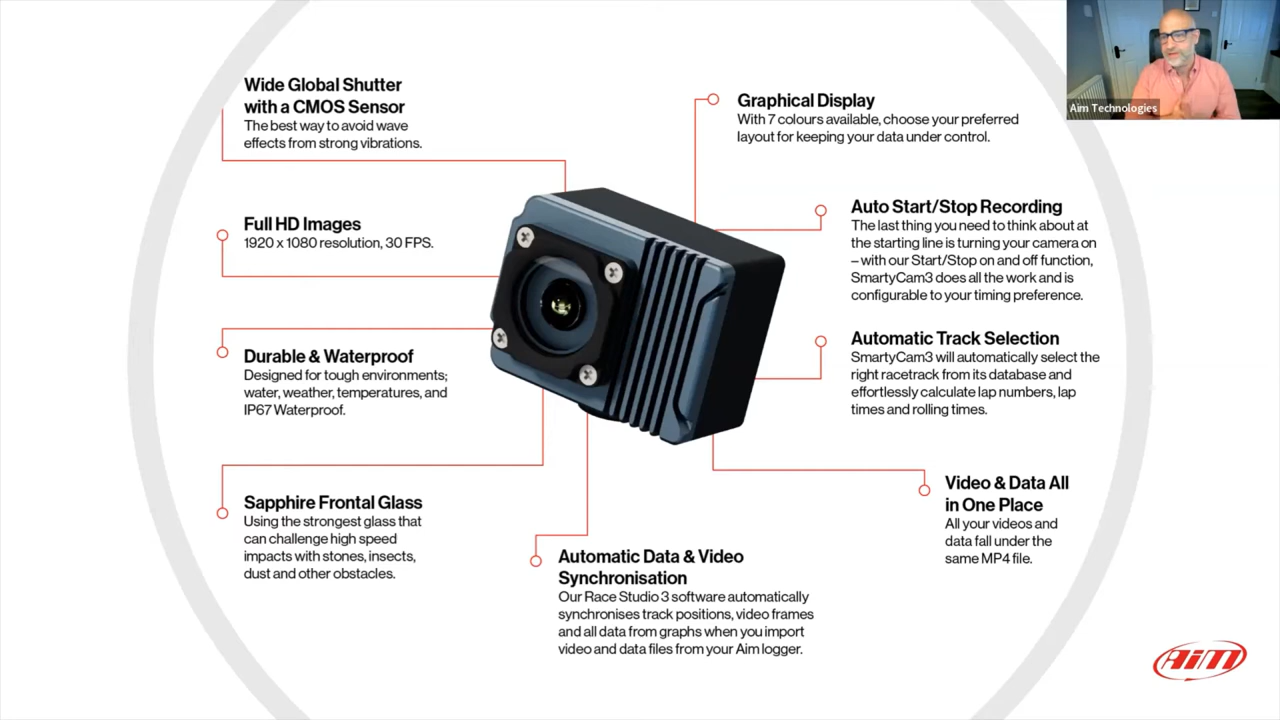 Wide Global Shutter
with a CMOS Sensor
The best way to avoid wave
effects from strong vibrations.
Full HD Images
1920 x 1080 resolution, 30 FPS.
Durable & Waterproof
Designed for tough environments;
water, weather, temperatures, and
IP67 Waterproof.
Sapphire Frontal Glass
Using the strongest glass that
can challenge high speed
impacts with stones, insects,
dust and other obstacles.
Automatic Data & Video
Synchronisation
Our Race Studio 3 software automatically
synchronises track positions, video frames
and all data from graphs when you import
video and data files from your Aim logger.
Graphical Display
With 7 colours available, choose your preferred
layout for keeping your data under control.
Auto Start/Stop Recording
The last thing you need to think about at
the starting line is turning your camera on
– with our Start/Stop on and off function,
SmartyCam3 does all the work and is
configurable to your timing preference.
Automatic Track Selection
SmartyCam3 will automatically select the
right racetrack from its database and
effortlessly calculate lap numbers, lap
times and rolling times.
Video & Data All
in One Place
All your videos and
data fall under the
same MP4 file.
Aim Technologies
AiM